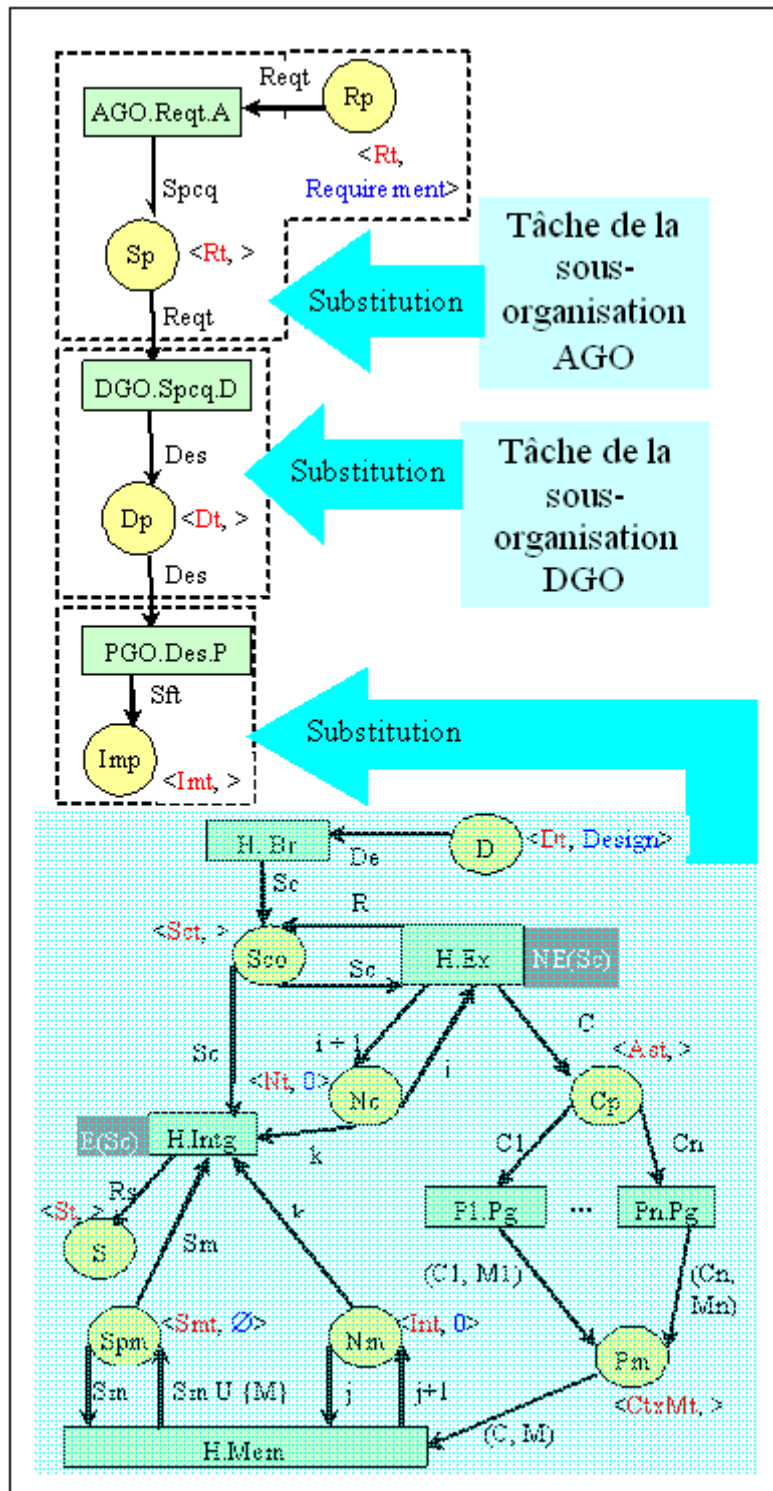 Reqt
Rp
AGO.Reqt.A
<Rt,
Requirement>
Spcq
Sp
<Rt, >
Tâche de la
sous-
organisation
AGO
Substitution
Reqt
DGO.Spcq.D
Des
Substitution
Tâche de la
sous-
organisation
DGO
Dp
<Dt, >
Des
PGO.Des.P
Sft
Substitution
Imp
<Imt, >
H. Br
De
D
<Dt, Design>
Sc
R
<Sct, >
Sco
Sc
H.Ex
NE(Sc)
Sc
i + 1
i
C
<Nt, 0>
Nc
<Ast, >
Cp
E(Sc)
H.Intg
k
C1
Cn
Rs
<St, >
S
Sm
k
P1.Pg
...
Pn.Pg
(C1, M1)
(Cn,
Mn)
Spm
<Smt, Ø>
Nm
<Int, 0>
Pm
Sm
Sm U {M}
j
j+1
<CtxMt, >
(C, M)
H.Mem